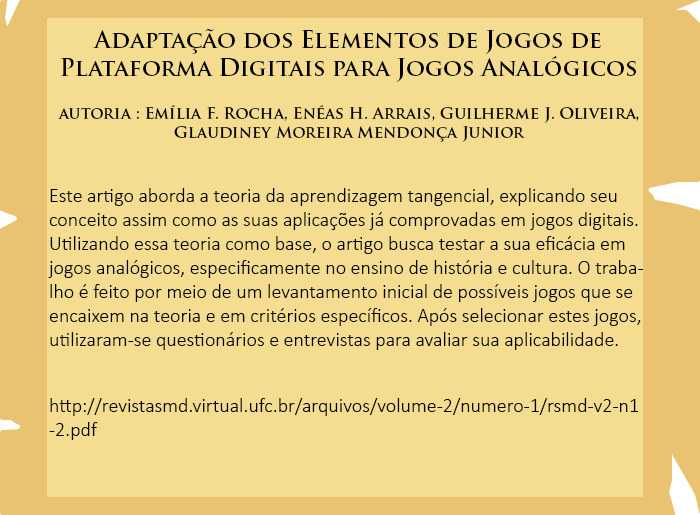 Adaptação dos Elementos de Jogos de
Plataforma Digitais para Jogos Analógicos
autoria : Emília F. Rocha, Enéas H. Arrais, Guilherme J. Oliveira,
Glaudiney Moreira Mendonça Junior
Este artigo aborda a teoria da aprendizagem tangencial, explicando seu
conceito assim como as suas aplicações já comprovadas em jogos digitais.
Utilizando essa teoria como base, o artigo busca testar a sua eficácia em
jogos analógicos, especificamente no ensino de história e cultura. O traba-
lho é feito por meio de um levantamento inicial de possíveis jogos que se
encaixem na teoria e em critérios específicos. Após selecionar estes jogos,
utilizaram-se questionários e entrevistas para avaliar sua aplicabilidade.
http://revistasmd.virtual.ufc.br/arquivos/volume-2/numero-1/rsmd-v2-n1
-2.pdf